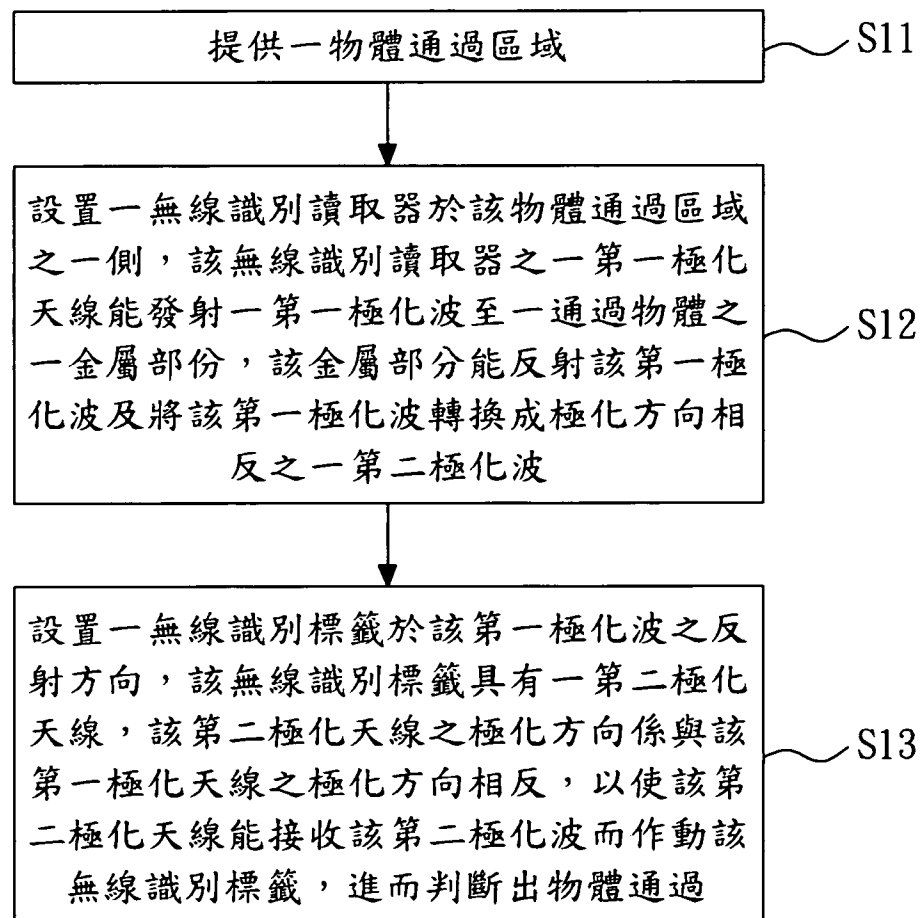 提供一物體通過區域
S11
設置一無線識別讀取器於該物體通過區域
之一側，該無線識別讀取器之一第一極化
天線能發射一第一極化波至一通過物體之
一金屬部份，該金屬部分能反射該第一極
化波及將該第一極化波轉換成極化方向相
反之一第二極化波
S12
設置一無線識別標籤於該第一極化波之反
射方向，該無線識別標籤具有一第二極化
天線，該第二極化天線之極化方向係與該
第一極化天線之極化方向相反，以使該第
二極化天線能接收該第二極化波而作動該
無線識別標籤，進而判斷出物體通過
S13